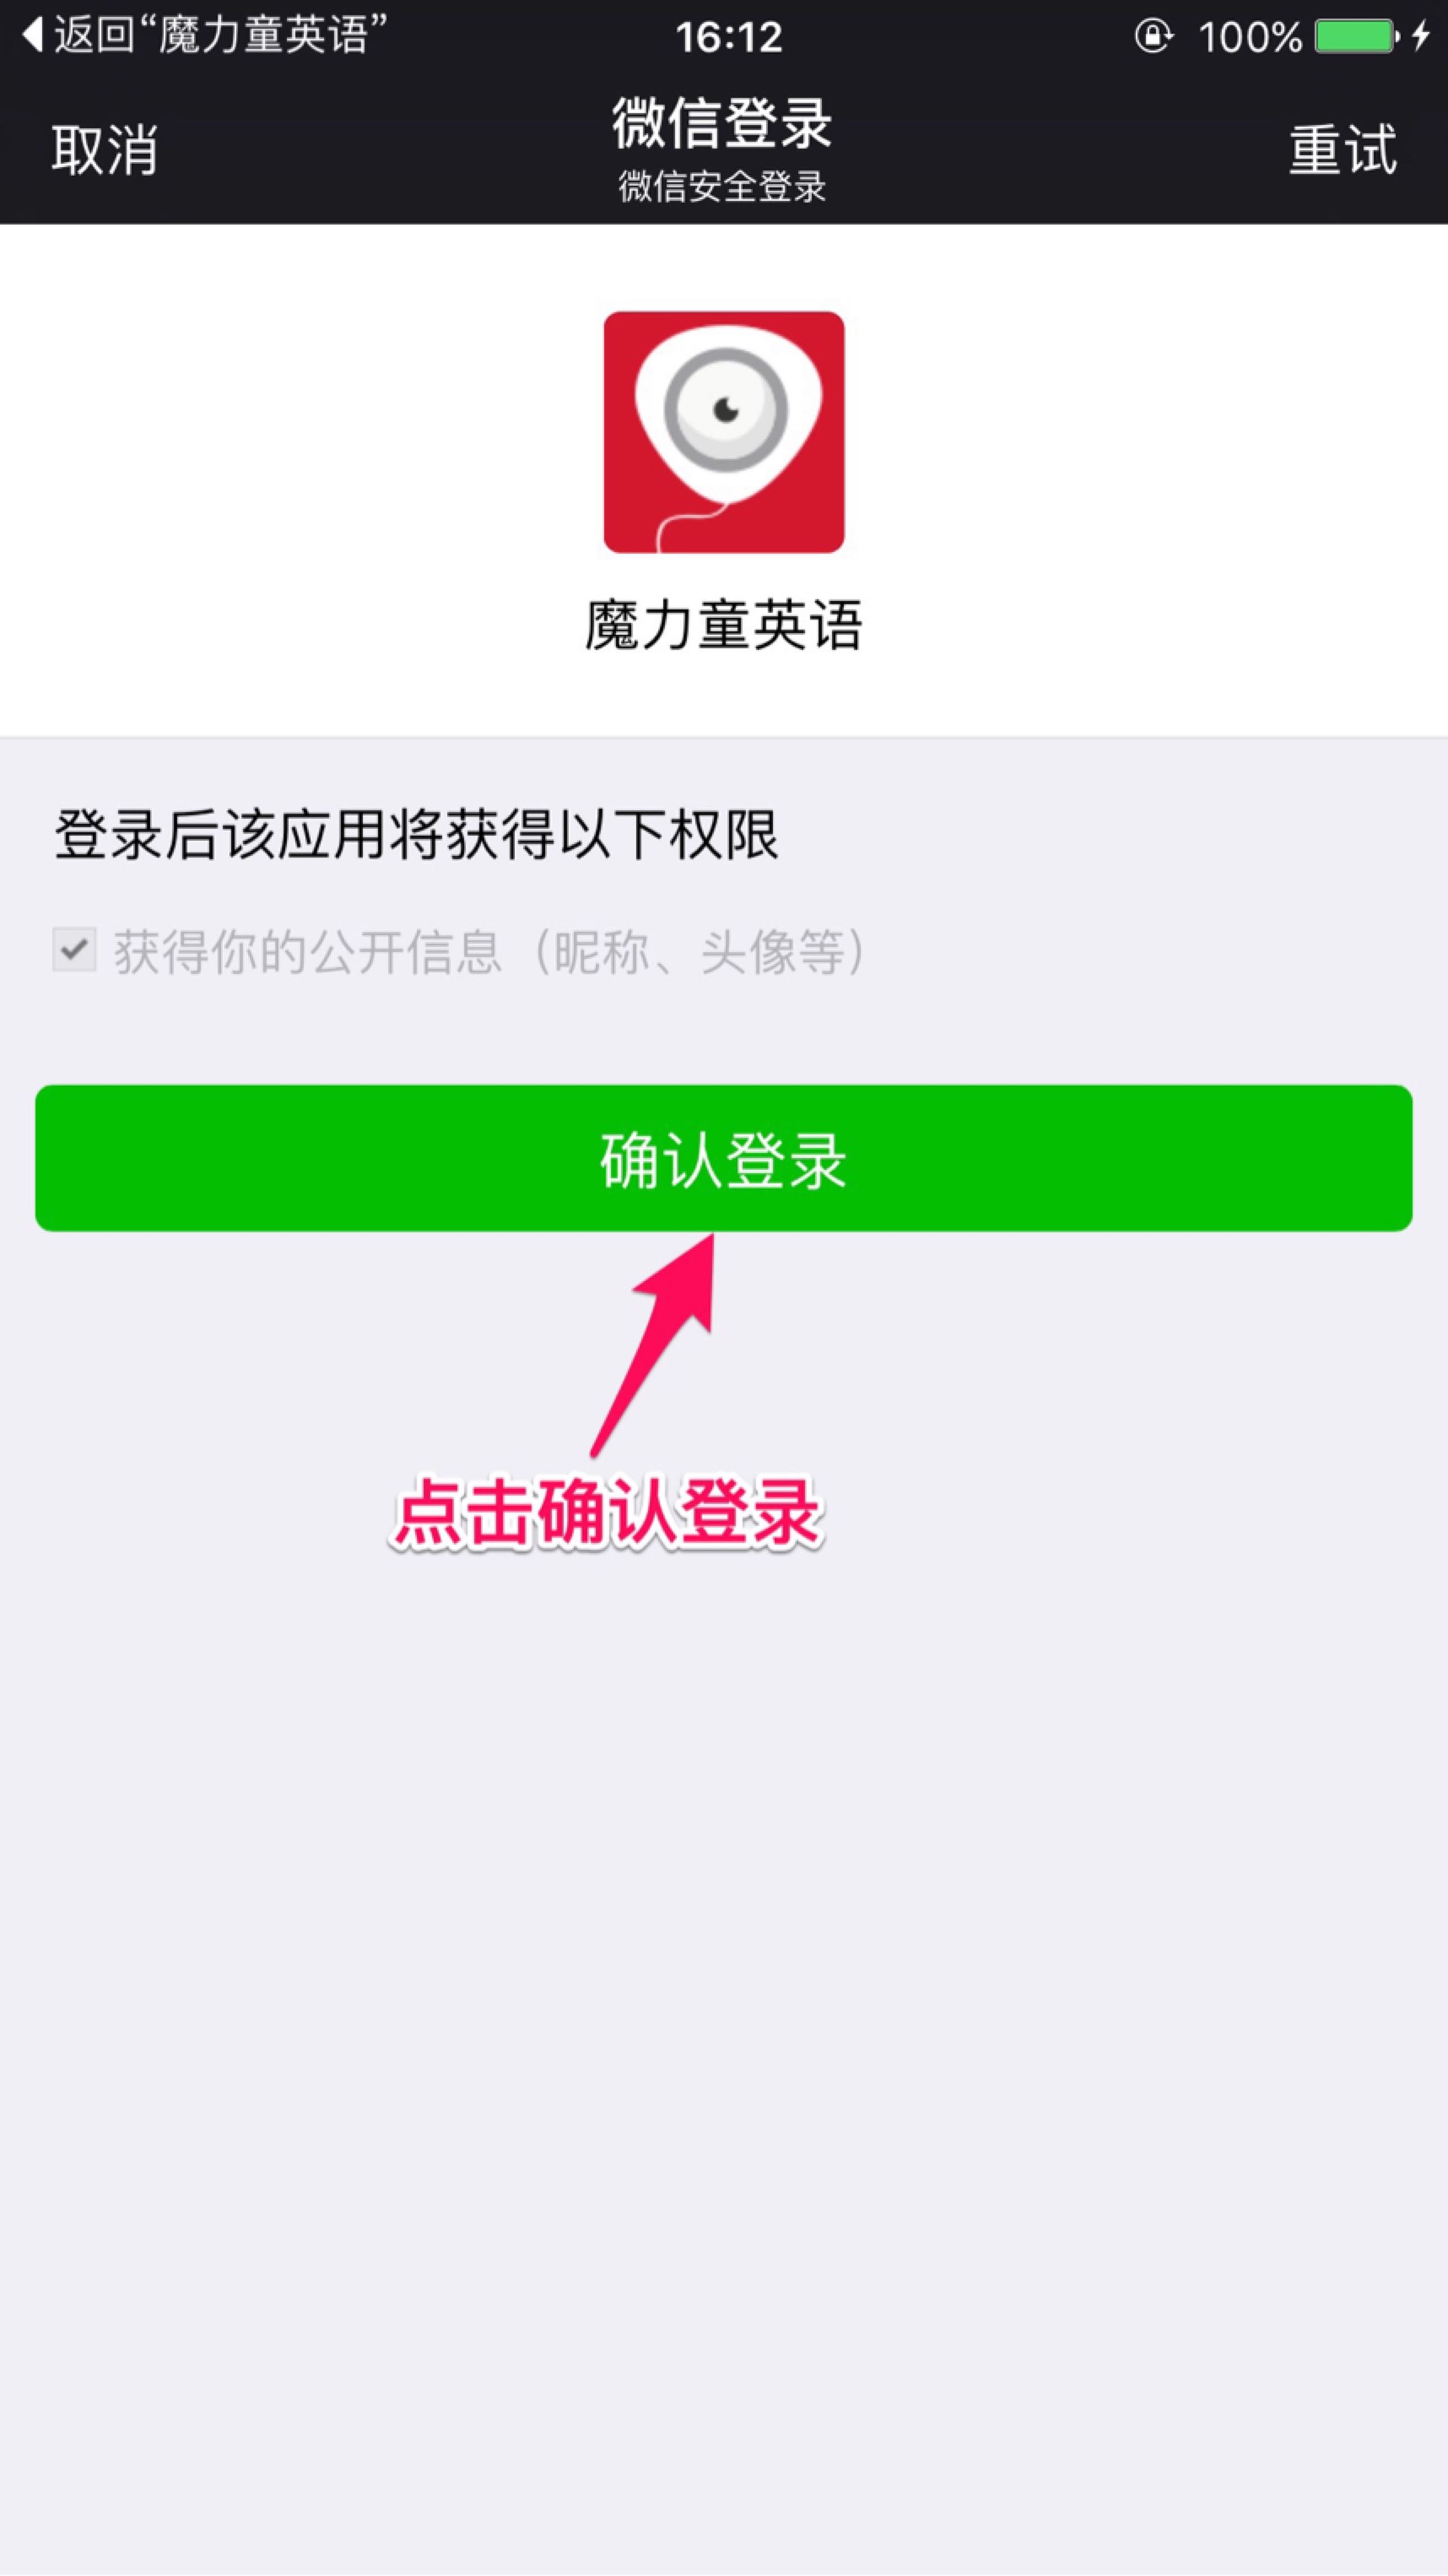 返回“魔力童英语”
16:12
100%
取消
微信登录
重试
微信安全登录
魔力童英语
登录后该应用将获得以下权限
获得你的公开信息（昵称、头像等）
确认登录
点击确认登录